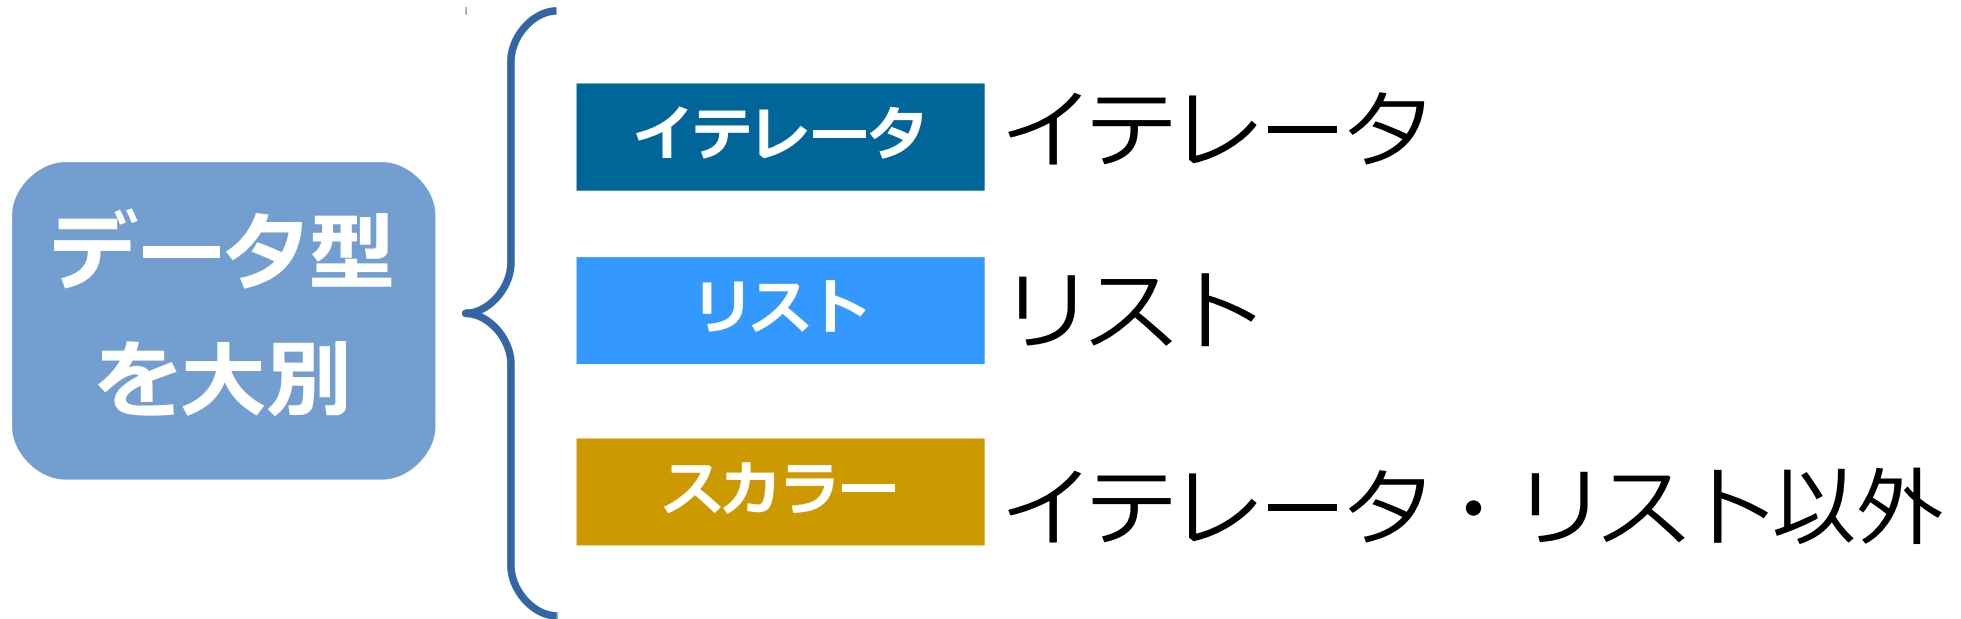 データ型
を大別
イテレータ イテレータ
リスト リスト
スカラー イテレータ・リスト以外